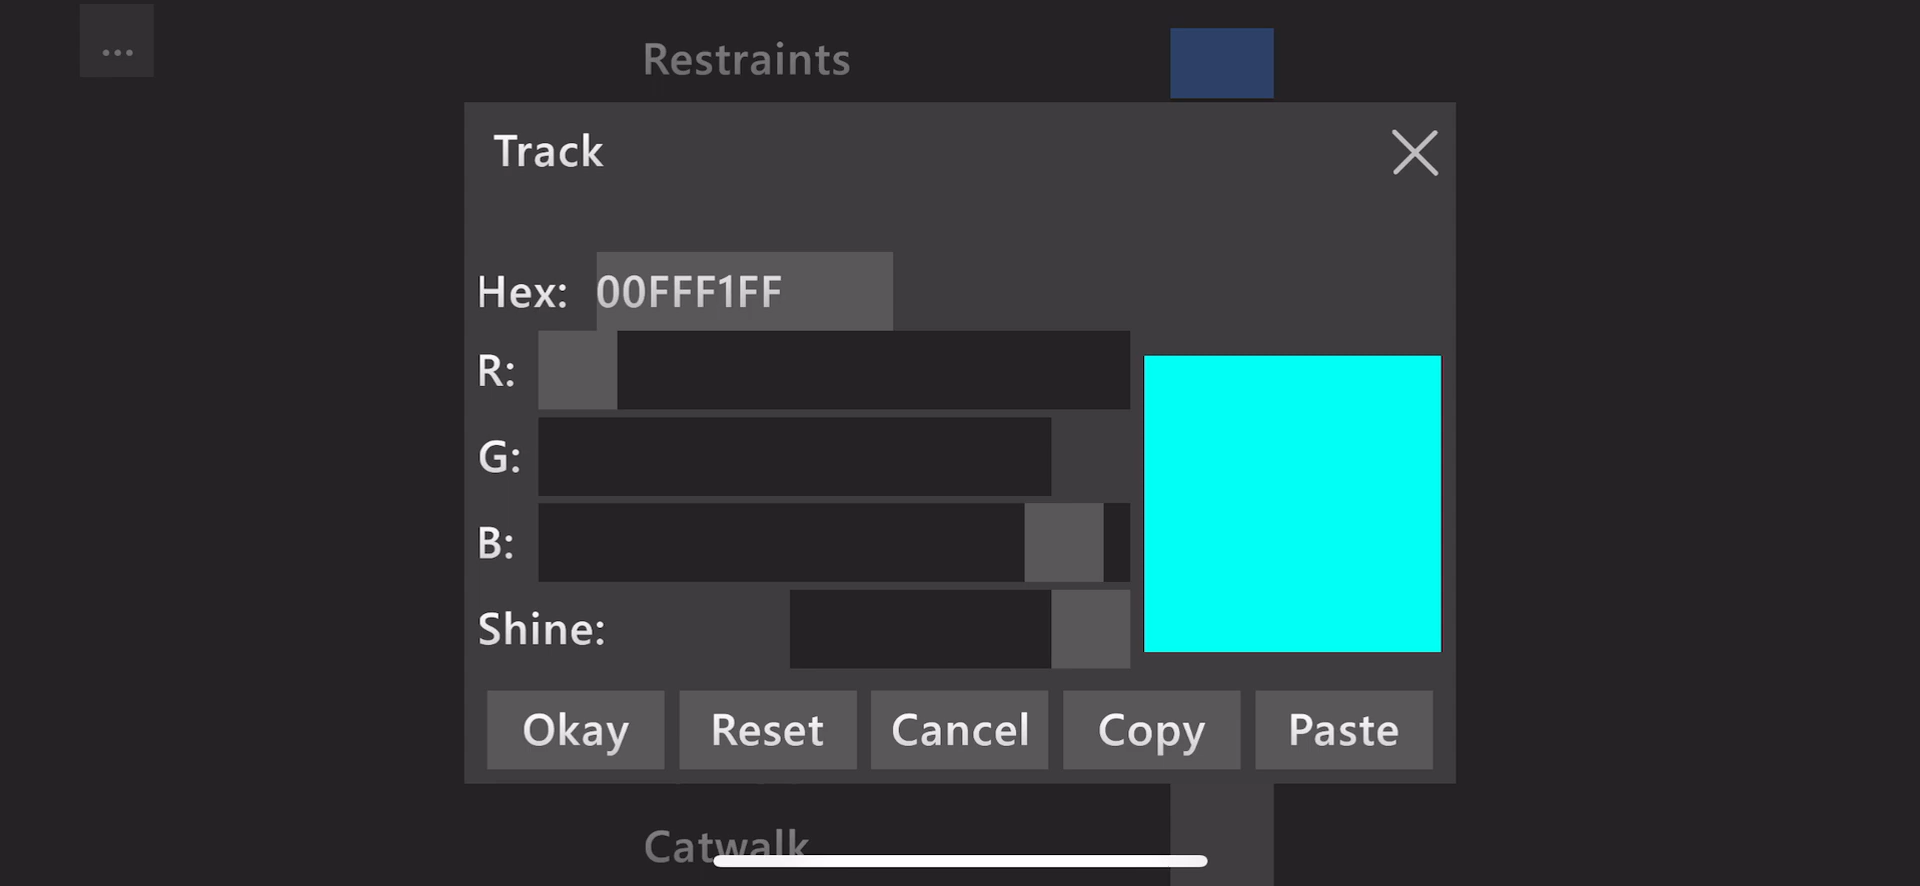 ...
Restraints
Track
Hex: 00FFF1FF
R:
G:
B:
Shine:
Okay Reset Cancel Copy Paste
Catwalk